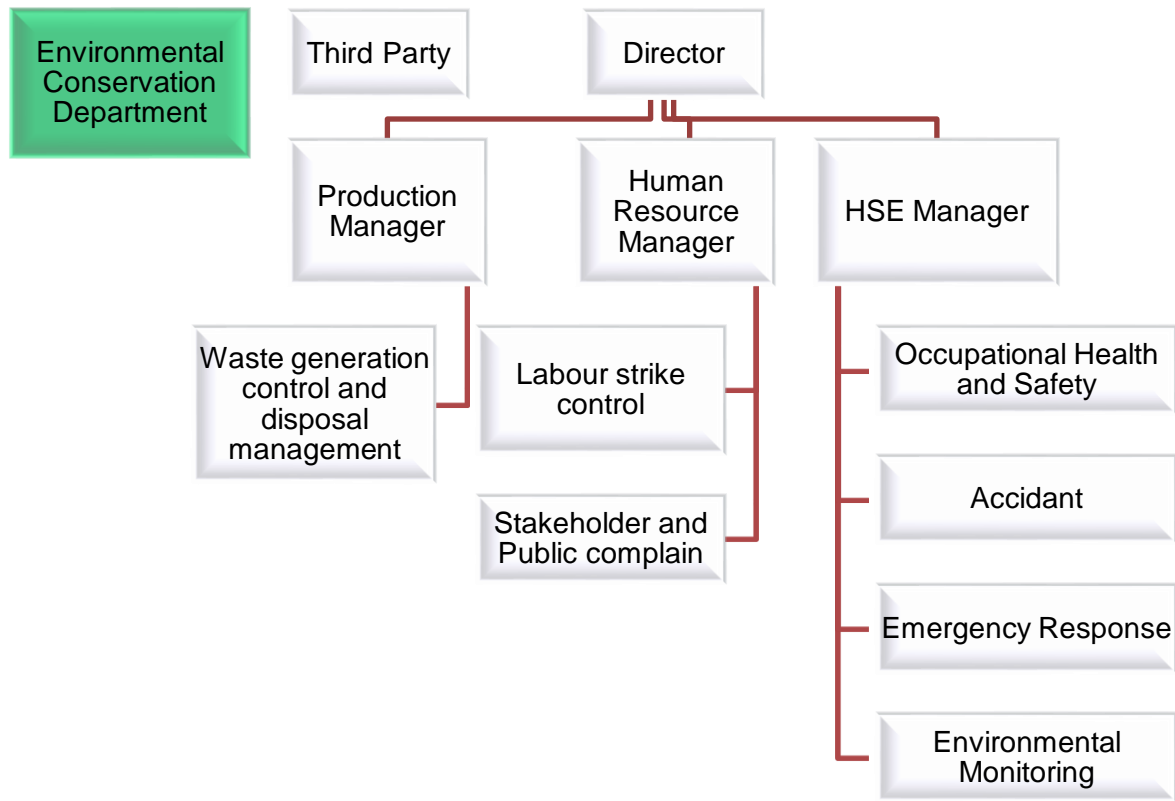 Environmental
Conservation
Department
Third Party
Director
Production
Manager
Human
Resource
Manager
HSE Manager
Waste generation
control and
disposal
management
Labour strike
control
Stakeholder and
Public complain
Occupational Health
and Safety
Accidant
Emergency Response
Environmental
Monitoring